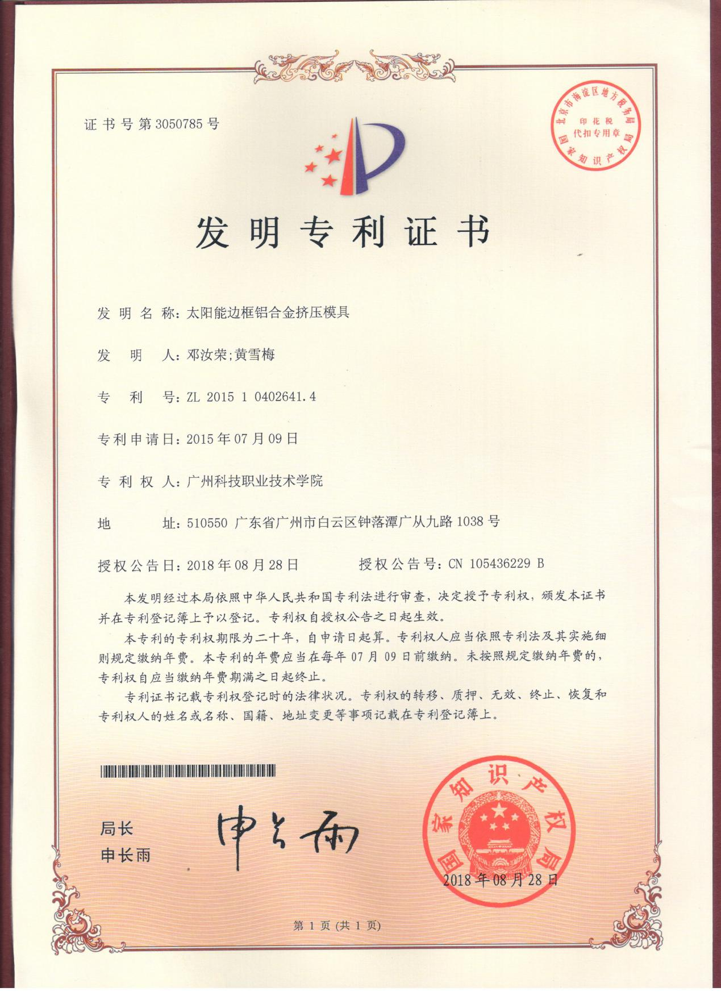 证书号第3050785号
北京市海淀区地方税务局
印花税
代扣专用章
国家知识产权局
发明专利证书
发明名称：太阳能边框铝合金挤压模具
发明人：邓汝荣;黄雪梅
专利号：ZL 2015 1 0402641.4
专利申请日：2015年07月09日
专利权人：广州科技职业技术学院
地址：510550 广东省广州市白云区钟落潭广从九路1038号
授权公告日：2018年08月28日 授权公告号：CN 105436229 B
本发明经过本局依照中华人民共和国专利法进行审查，决定授予专利权，颁发本证书
并在专利登记簿上予以登记。专利权自授权公告之日起生效。
本专利的专利权期限为二十年，自申请日起算。专利权人应当依照专利法及其实施细
则规定缴纳年费。本专利的年费应当在每年07月09日前缴纳。未按照规定缴纳年费的，
专利权自应当缴纳年费期满之日起终止。
专利证书记载专利权登记时的法律状况。专利权的转移、质押、无效、终止、恢复和
专利权人的姓名或名称、国籍、地址变更等事项记载在专利登记簿上。
局长
申长雨
申长雨
国家知识产权局
2018年08月28日
第 1 页 (共 1 页)